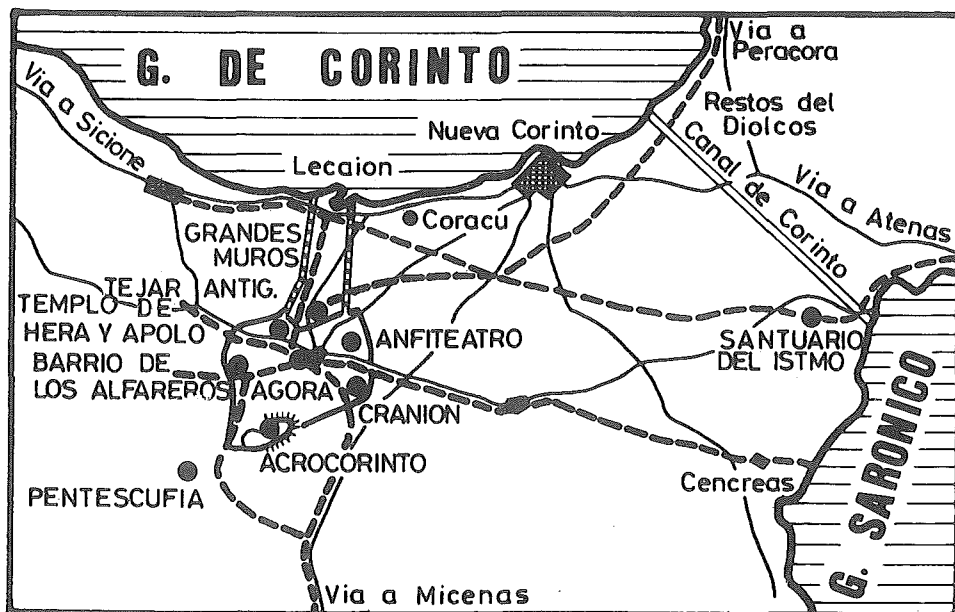 Via a
Peracora
G. DE CORINTO
Restos del
Diolcos
Nueva Corinto
Via a Sicione
Lecaion
Canal de
Corinto
Via a Atenas
Coracu
GRANDES
MUROS
ANTIG.
TEJAR
TEMPLO DE
HERA Y APOLO
ANFITEATRO
SANTUARIO
DEL ISTMO
BARRIO DE
LOS ALFAREROS
AGORA
CRANION
ACROCORINTO
PENTESCUFIA
Cencreas
G. SARONICO
Via a Micenas